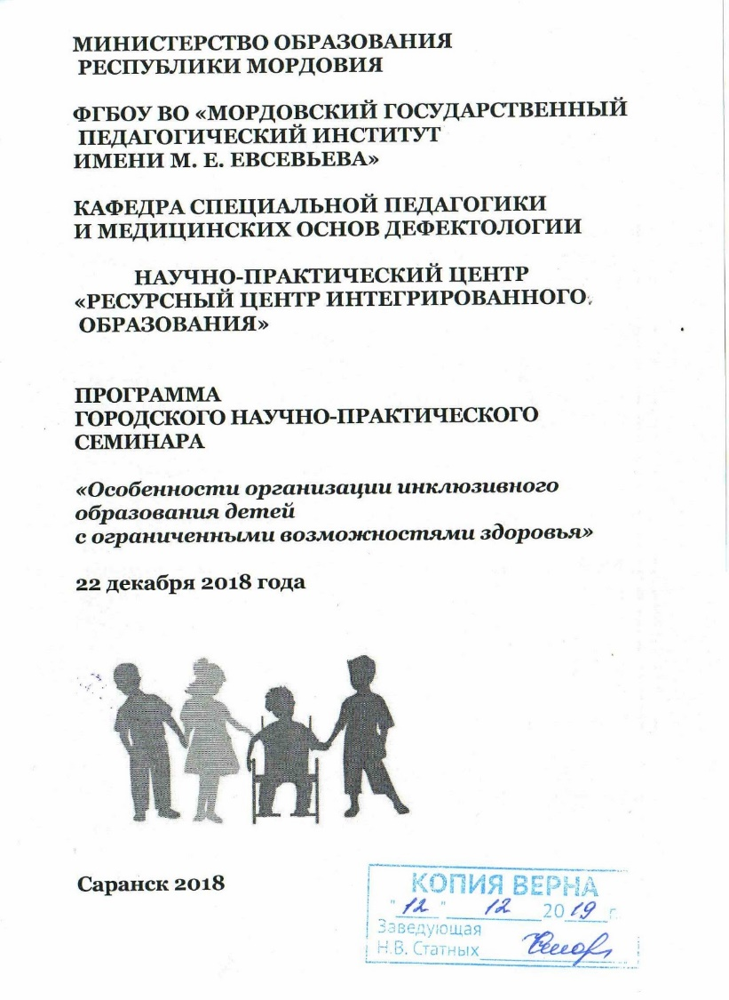 МИНИСТЕРСТВО ОБРАЗОВАНИЯ
РЕСПУБЛИКИ МОРДОВИЯ
ФГБОУ ВО «МОРДОВСКИЙ ГОСУДАРСТВЕННЫЙ
ПЕДАГОГИЧЕСКИЙ ИНСТИТУТ
ИМЕНИ М. Е. ЕВСЕВЬЕВА»
КАФЕДРА СПЕЦИАЛЬНОЙ ПЕДАГОГИКИ
И МЕДИЦИНСКИХ ОСНОВ ДЕФЕКТОЛОГИИ
НАУЧНО-ПРАКТИЧЕСКИЙ ЦЕНТР
«РЕСУРСНЫЙ ЦЕНТР ИНТЕГРИРОВАННОГО
ОБРАЗОВАНИЯ»
ПРОГРАММА
ГОРОДСКОГО НАУЧНО-ПРАКТИЧЕСКОГО
СЕМИНАРА
«Особенности организации инклюзивного
образования детей
с ограниченными возможностями здоровья»
22 декабря 2018 года
Саранск 2018
КОПИЯ ВЕРНА
"12" 12 2019 г.
Заведующая
Н.В. Статных